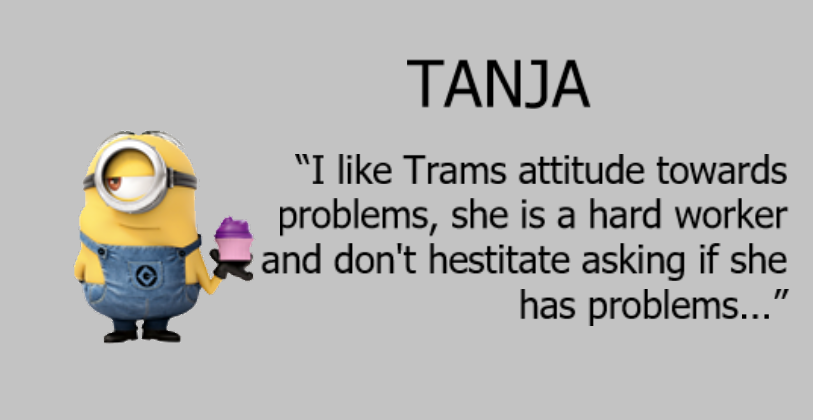 TANJA
“I like Trams attitude towards
problems, she is a hard worker
and don't hestitate asking if she
has problems...”